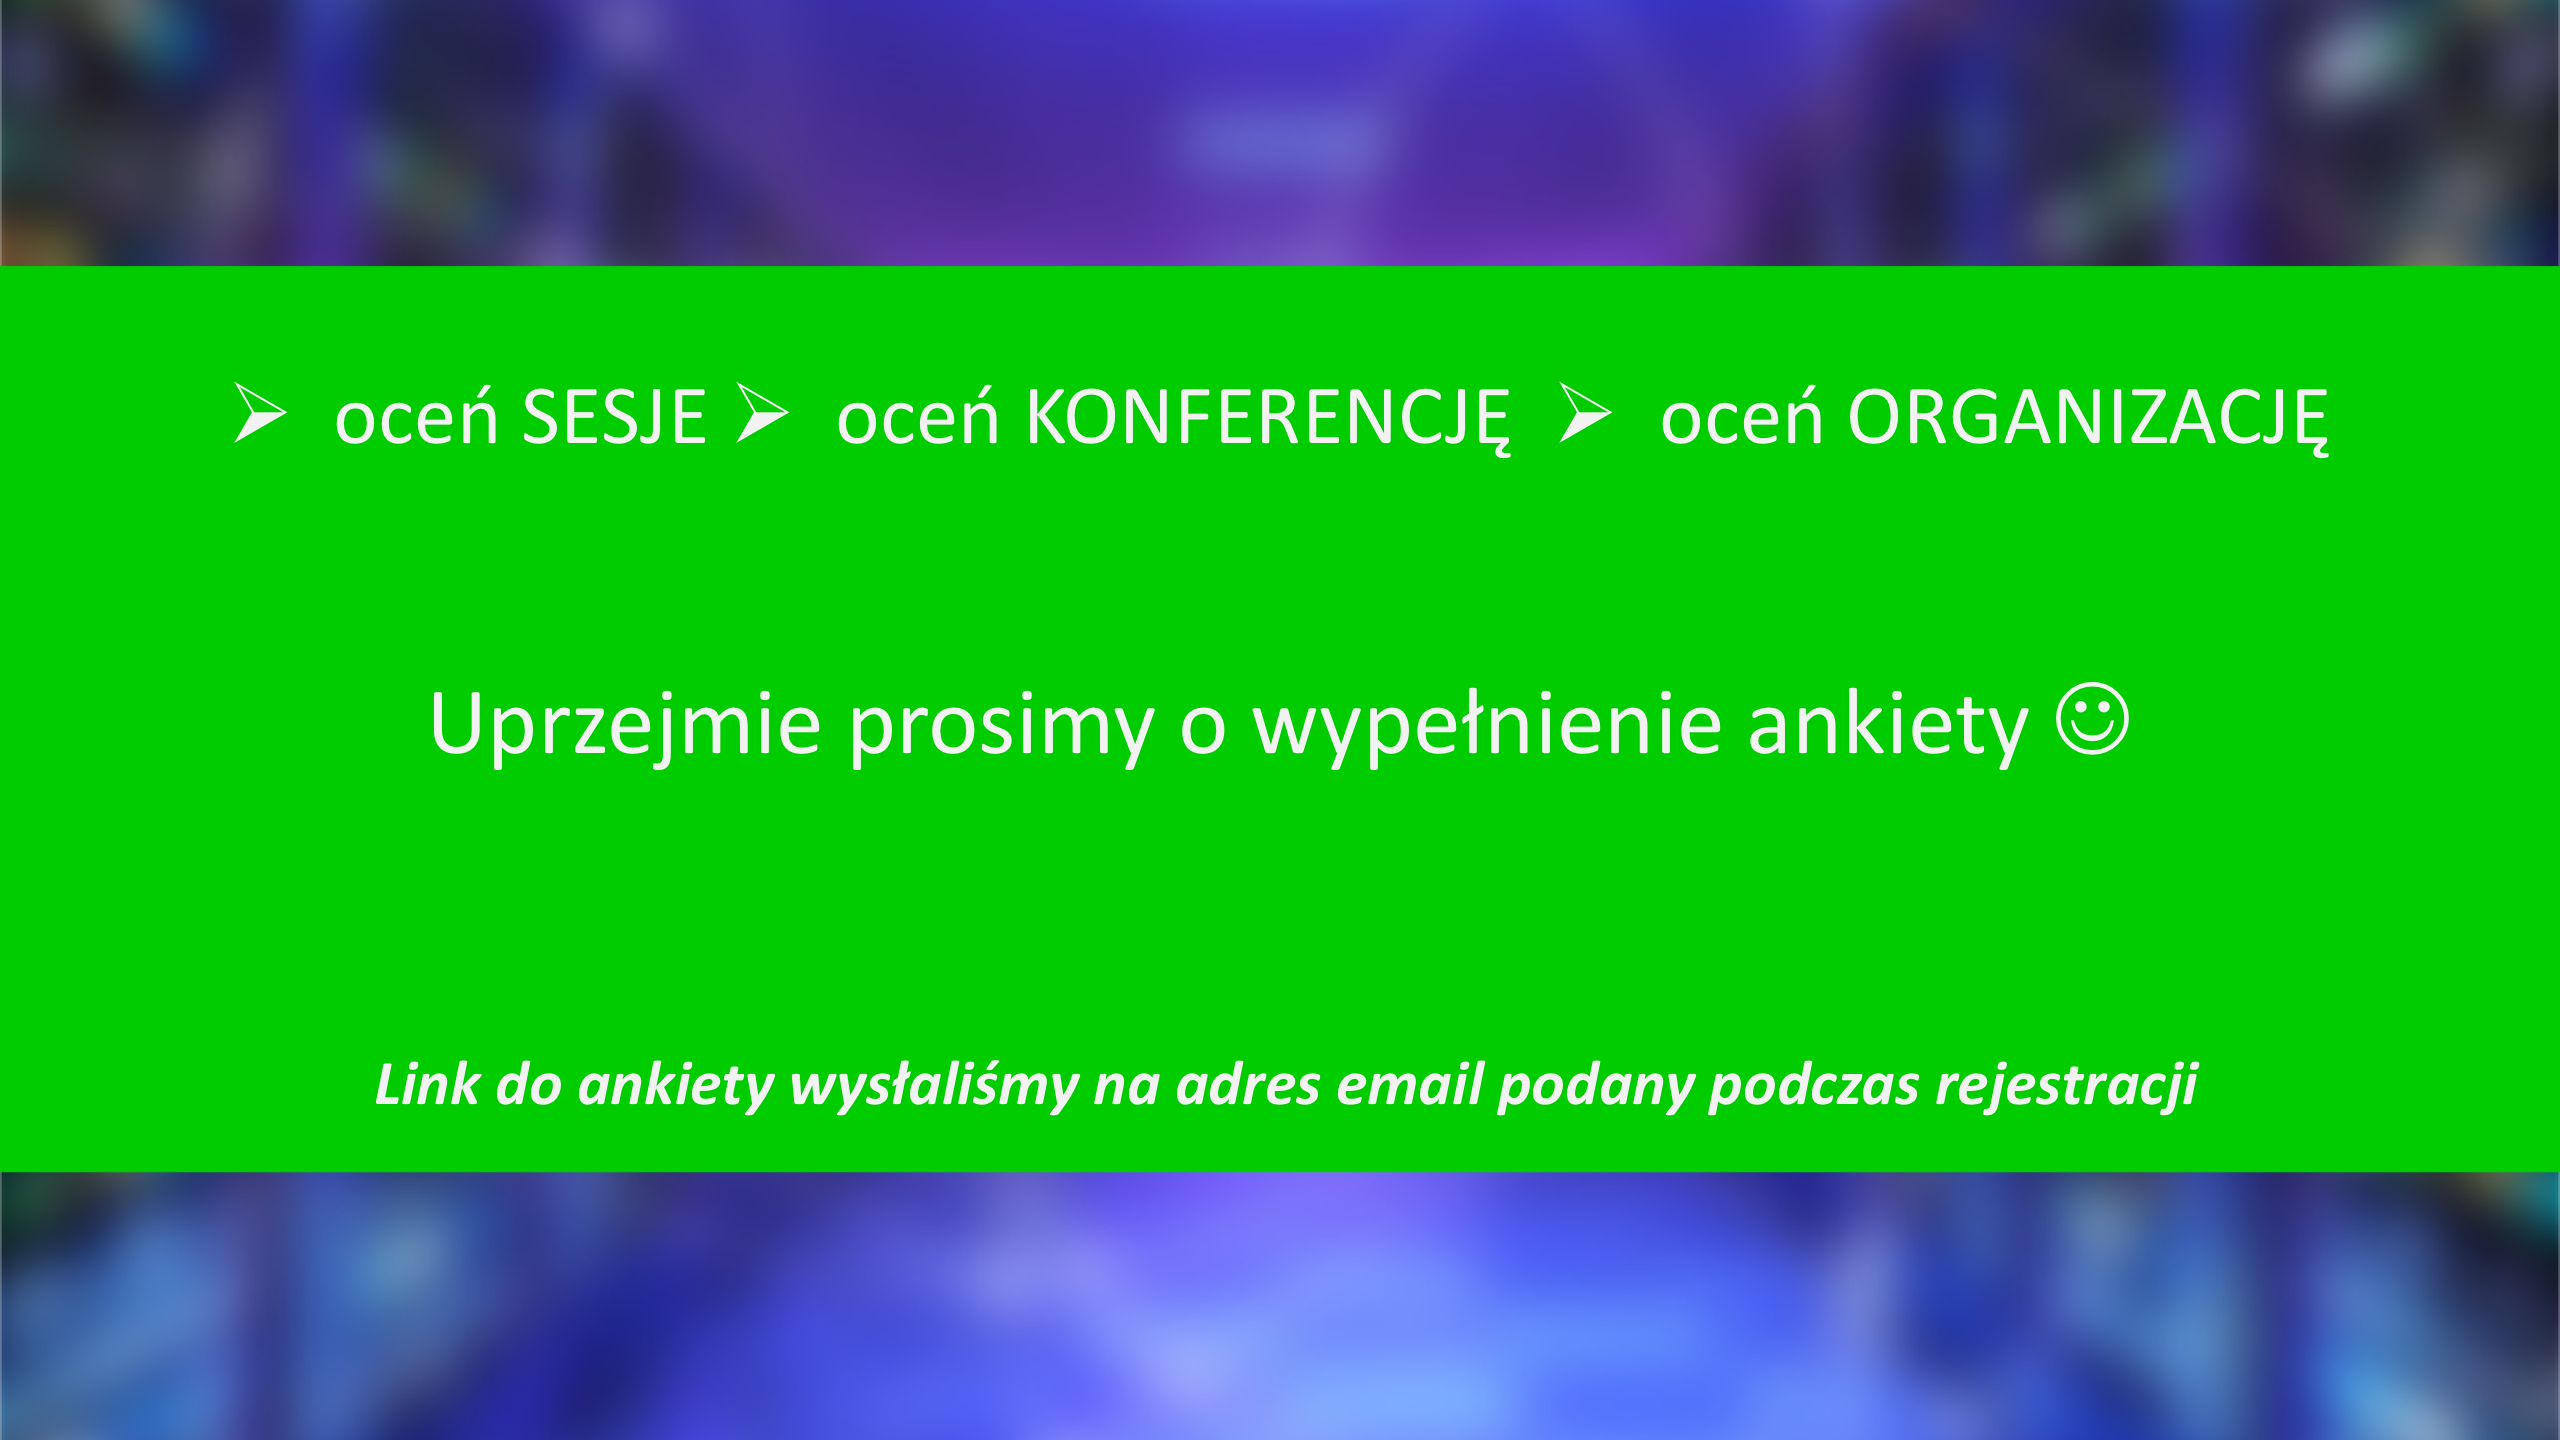 ➢ oceń SESJE ➢ oceń KONFERENCJĘ ➢ oceń ORGANIZACJĘ
Uprzejmie prosimy o wypełnienie ankiety ☺
Link do ankiety wysłaliśmy na adres email podany podczas rejestracji